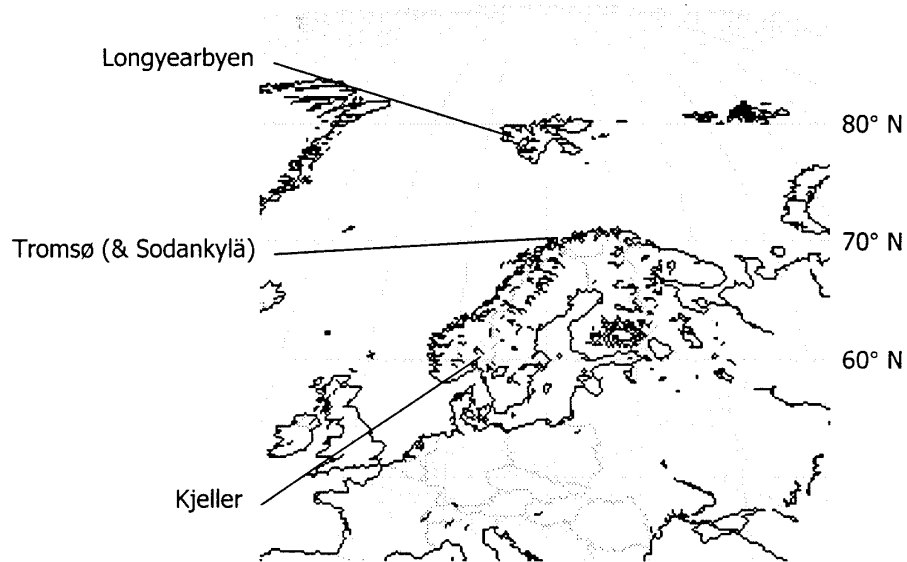 Longyearbyen
80° N
Tromsø (& Sodankylä)
70° N
60° N
Kjeller